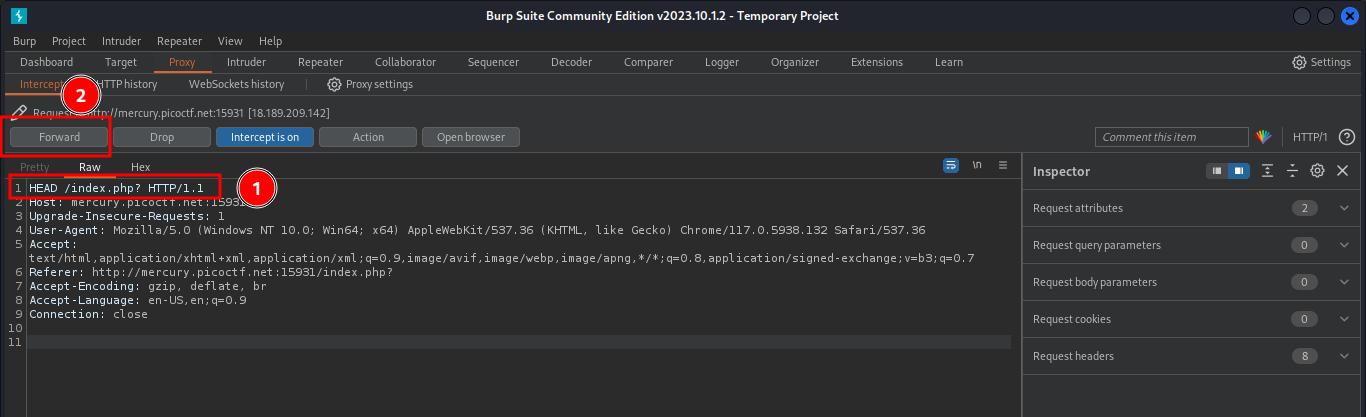 Burp Suite Community Edition v2023.10.1.2 - Temporary Project
Burp Project Intruder Repeater View Help
Dashboard Target Proxy Intruder Repeater Collaborator Sequencer Decoder Comparer Logger Organizer Extensions Learn Settings
Intercept HTTP history WebSockets history Proxy settings
2
Request http://mercury.picoctf.net:15931 [18.189.209.142]
Forward Drop Intercept is on Action Open browser Comment this item HTTP/1
Pretty Raw Hex \n
Inspector
1 HEAD /index.php? HTTP/1.1
1
2 Host: mercury.picoctf.net:15931
3 Upgrade-Insecure-Requests: 1
4 User-Agent: Mozilla/5.0 (Windows NT 10.0; Win64; x64) AppleWebKit/537.36 (KHTML, like Gecko) Chrome/117.0.5938.132 Safari/537.36
5 Accept:
text/html,application/xhtml+xml,application/xml;q=0.9,image/avif,image/webp,image/apng,*/*;q=0.8,application/signed-exchange;v=b3;q=0.7
6 Referer: http://mercury.picoctf.net:15931/index.php?
7 Accept-Encoding: gzip, deflate, br
8 Accept-Language: en-US,en;q=0.9
9 Connection: close
10
11
Request attributes 2
Request query parameters 0
Request body parameters 0
Request cookies 0
Request headers 8